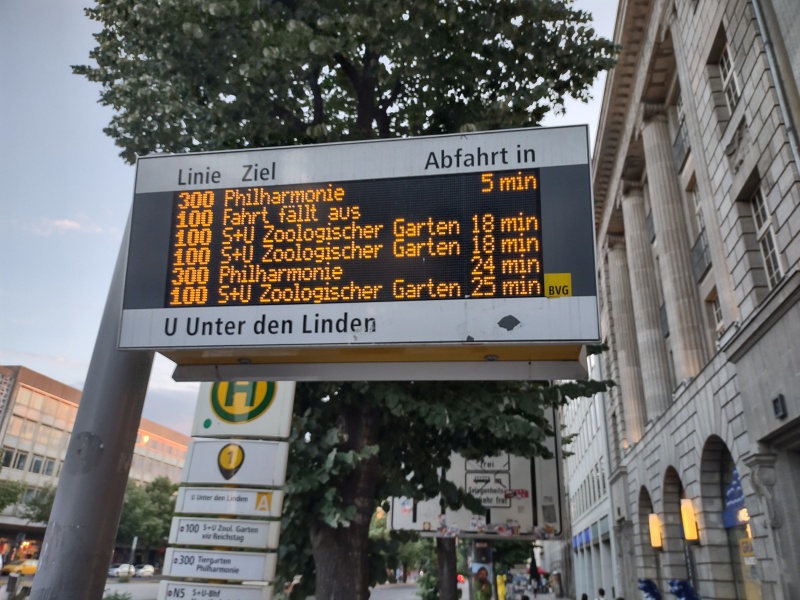 Linie Ziel Abfahrt in
300 Philharmonie 5 min
100 Fahrt fällt aus
100 S+U Zoologischer Garten 18 min
100 S+U Zoologischer Garten 18 min
300 Philharmonie 24 min
100 S+U Zoologischer Garten 25 min
BVG
U Unter den Linden
H
1
U Unter den Linden A
100 S+U Zool. Garten
via Reichstag
300 Tiergarten
Philharmonie
N5 S+U-Bhf
frei